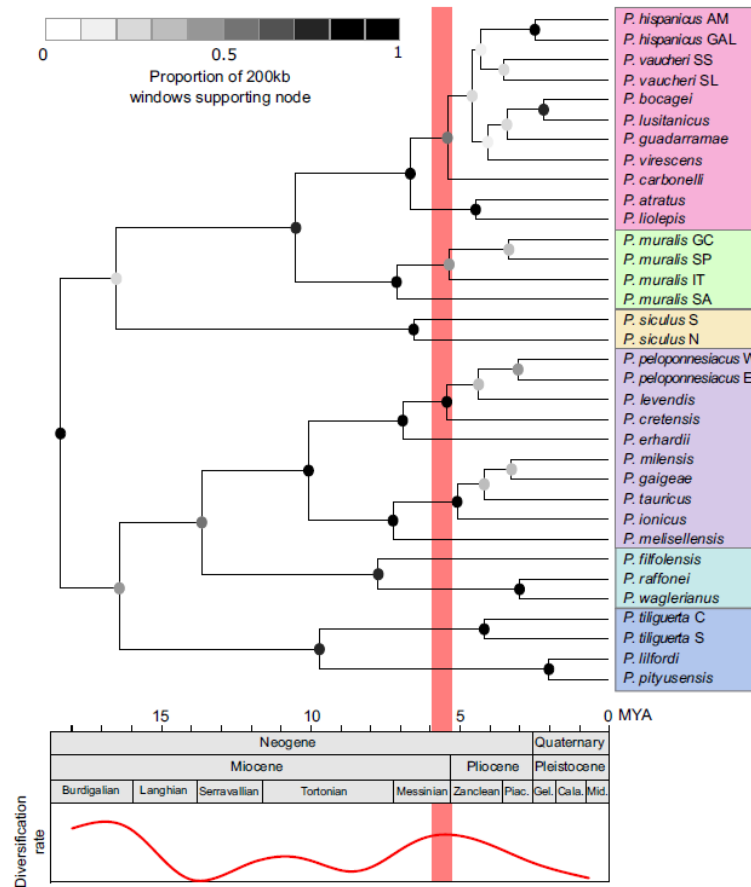 0
0.5
1
Proportion of 200kb
windows supporting node
P. hispanicus AM
P. hispanicus GAL
P. vaucheri SS
P. vaucheri SL
P. bocagei
P. lusitanicus
P. guadarramae
P. virescens
P. carbonelli
P. atratus
P. liolepis
P. muralis GC
P. muralis SP
P. muralis IT
P. muralis SA
P. siculus S
P. siculus N
P. peloponnesiacus W
P. peloponnesiacus E
P. levendis
P. cretensis
P. erhardii
P. milensis
P. gaigeae
P. tauricus
P. ionicus
P. melisellensis
P. filfolensis
P. raffonei
P. waglerianus
P. tiliguerta C
P. tiliguerta S
P. lilfordi
P. pityusensis
15 10 5 0 MYA
Neogene Quaternary
Miocene Pliocene Pleistocene
Burdigalian Langhian Serravallian Tortonian Messinian Zanclean Piac. Gel. Cala. Mid.
Diversification
rate